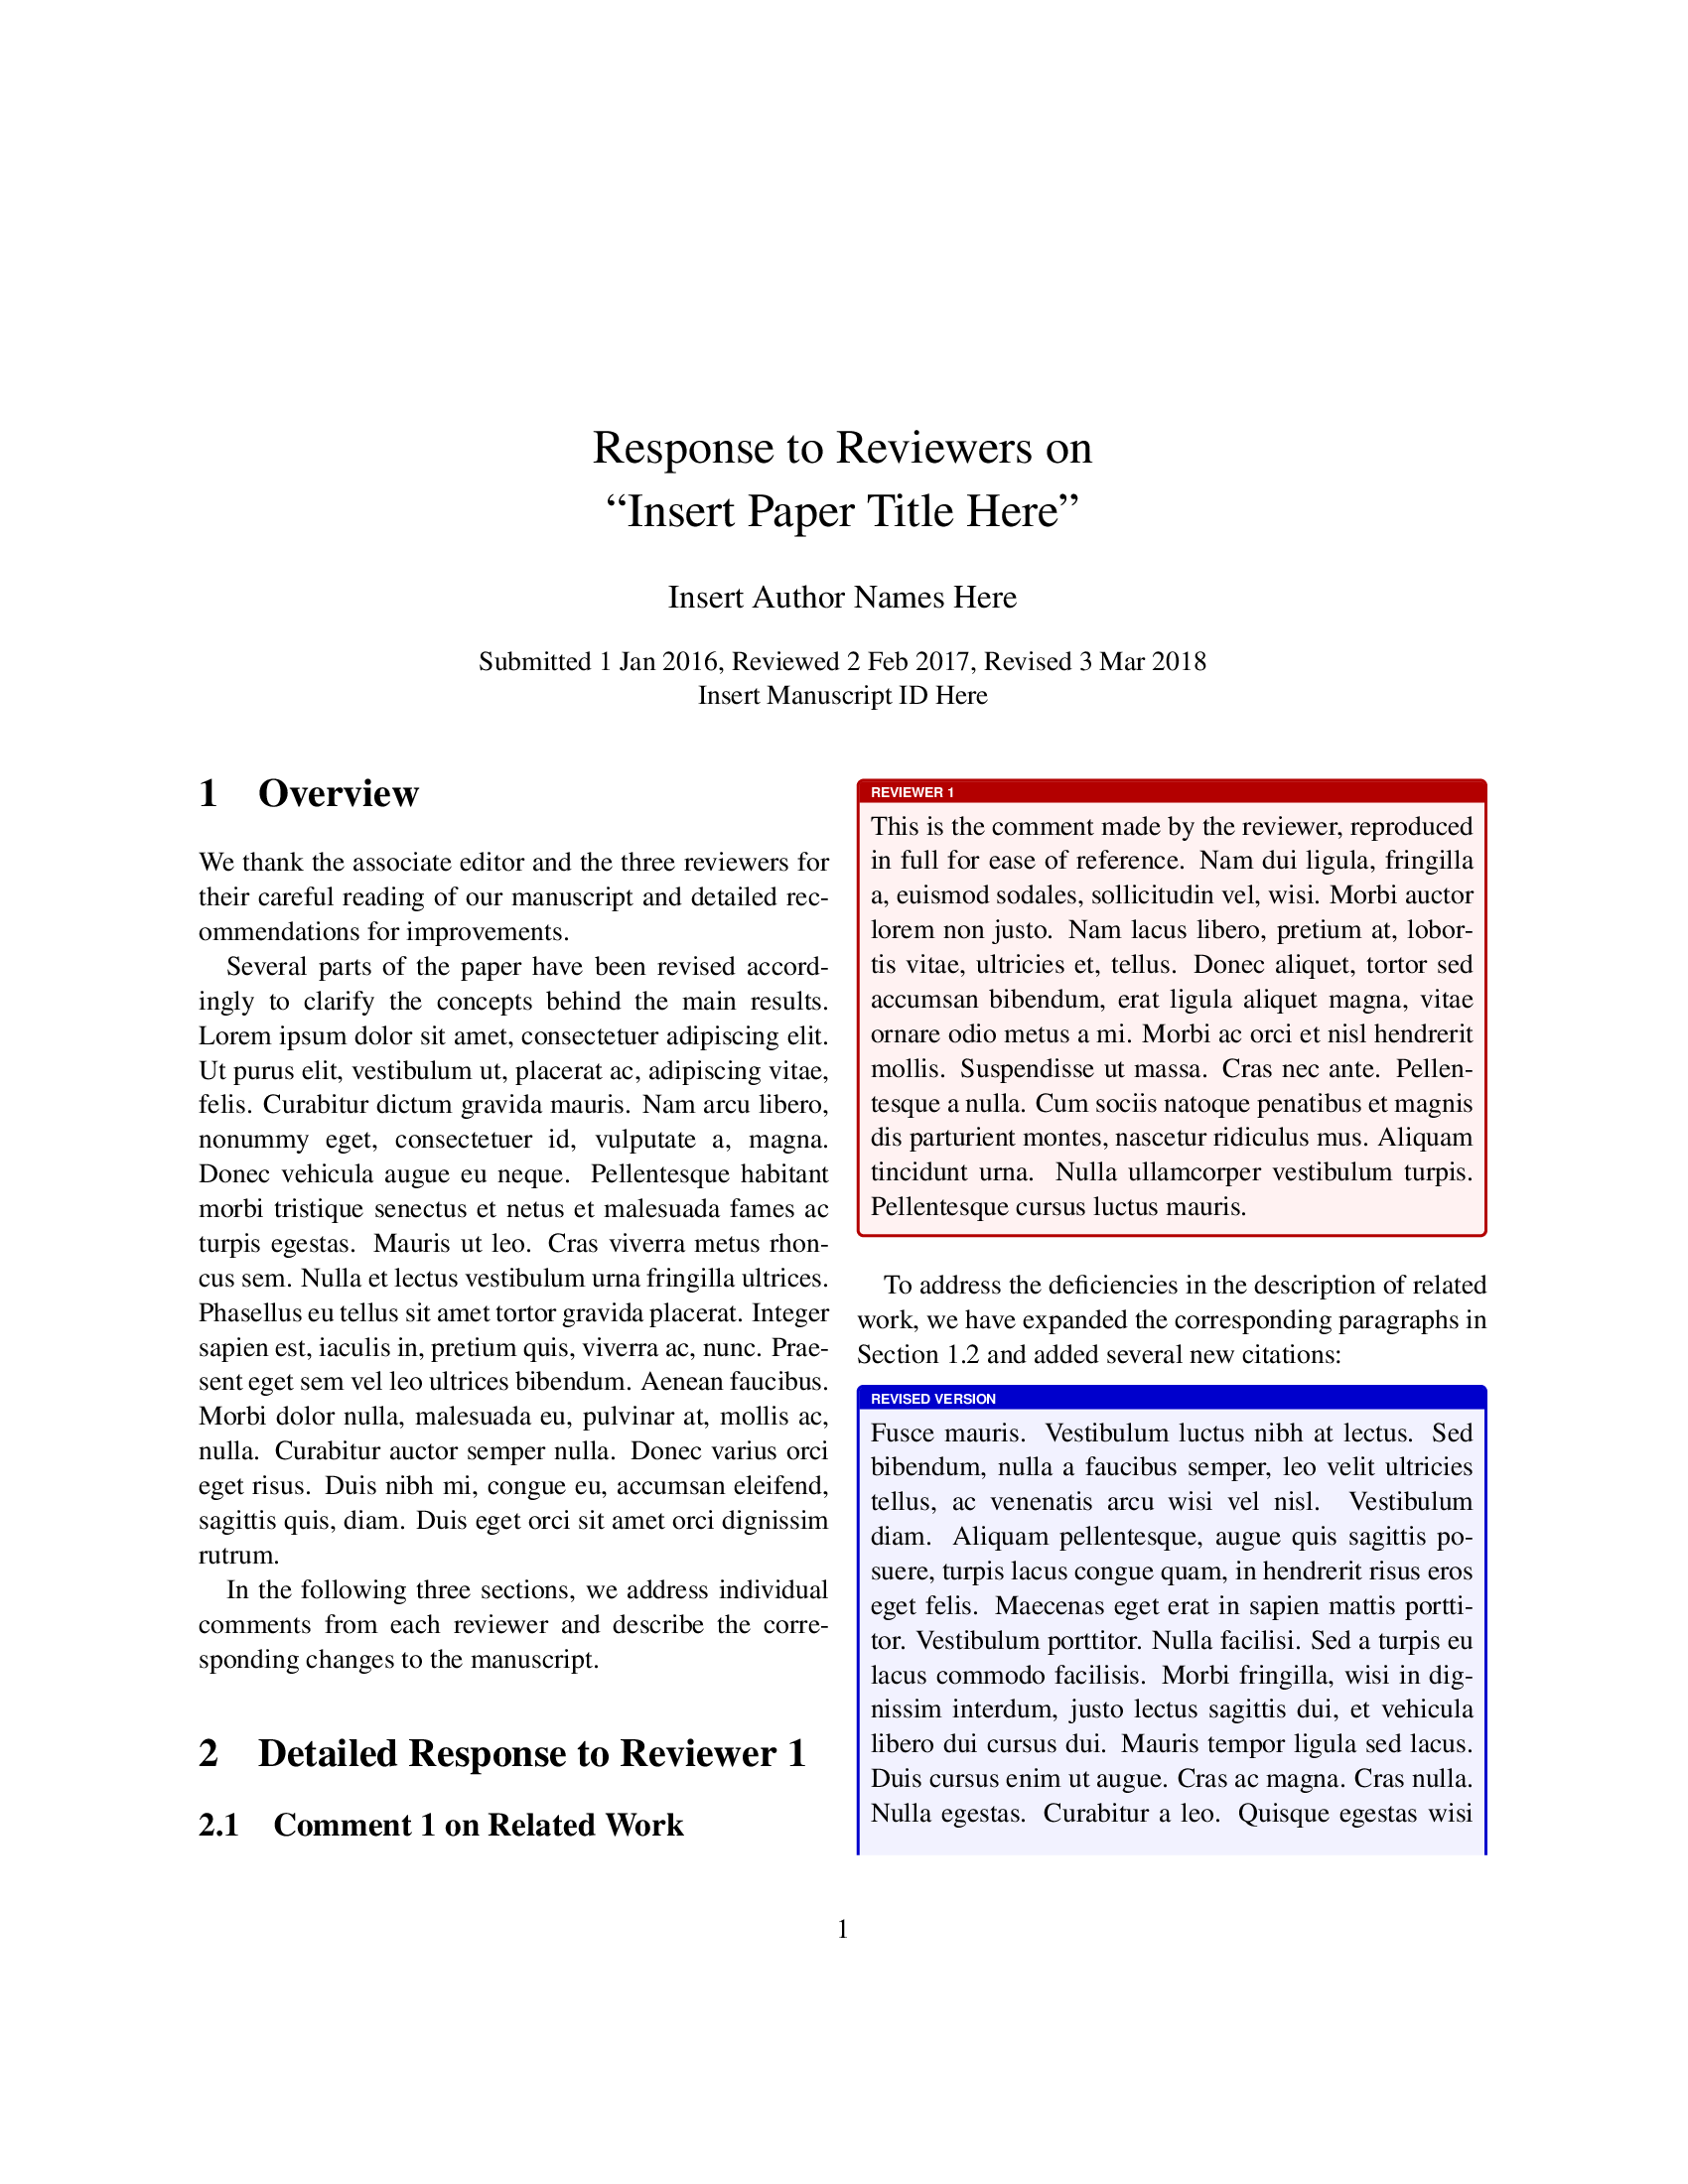 Response to Reviewers on
“Insert Paper Title Here”
Insert Author Names Here
Submitted 1 Jan 2016, Reviewed 2 Feb 2017, Revised 3 Mar 2018
Insert Manuscript ID Here
1 Overview
We thank the associate editor and the three reviewers for
their careful reading of our manuscript and detailed rec-
ommendations for improvements.
Several parts of the paper have been revised accord-
ingly to clarify the concepts behind the main results.
Lorem ipsum dolor sit amet, consectetuer adipiscing elit.
Ut purus elit, vestibulum ut, placerat ac, adipiscing vitae,
felis. Curabitur dictum gravida mauris. Nam arcu libero,
nonummy eget, consectetuer id, vulputate a, magna.
Donec vehicula augue eu neque. Pellentesque habitant
morbi tristique senectus et netus et malesuada fames ac
turpis egestas. Mauris ut leo. Cras viverra metus rhon-
cus sem. Nulla et lectus vestibulum urna fringilla ultrices.
Phasellus eu tellus sit amet tortor gravida placerat. Integer
sapien est, iaculis in, pretium quis, viverra ac, nunc. Prae-
sent eget sem vel leo ultrices bibendum. Aenean faucibus.
Morbi dolor nulla, malesuada eu, pulvinar at, mollis ac,
nulla. Curabitur auctor semper nulla. Donec varius orci
eget risus. Duis nibh mi, congue eu, accumsan eleifend,
sagittis quis, diam. Duis eget orci sit amet orci dignissim
rutrum.
In the following three sections, we address individual
comments from each reviewer and describe the corre-
sponding changes to the manuscript.
2 Detailed Response to Reviewer 1
2.1 Comment 1 on Related Work
REVIEWER 1
This is the comment made by the reviewer, reproduced
in full for ease of reference. Nam dui ligula, fringilla
a, euismod sodales, sollicitudin vel, wisi. Morbi auctor
lorem non justo. Nam lacus libero, pretium at, lobor-
tis vitae, ultricies et, tellus. Donec aliquet, tortor sed
accumsan bibendum, erat ligula aliquet magna, vitae
ornare odio metus a mi. Morbi ac orci et nisl hendrerit
mollis. Suspendisse ut massa. Cras nec ante. Pellen-
tesque a nulla. Cum sociis natoque penatibus et magnis
dis parturient montes, nascetur ridiculus mus. Aliquam
tincidunt urna. Nulla ullamcorper vestibulum turpis.
Pellentesque cursus luctus mauris.
To address the deficiencies in the description of related
work, we have expanded the corresponding paragraphs in
Section 1.2 and added several new citations:
REVISED VERSION
Fusce mauris. Vestibulum luctus nibh at lectus. Sed
bibendum, nulla a faucibus semper, leo velit ultricies
tellus, ac venenatis arcu wisi vel nisl. Vestibulum
diam. Aliquam pellentesque, augue quis sagittis po-
suere, turpis lacus congue quam, in hendrerit risus eros
eget felis. Maecenas eget erat in sapien mattis portti-
tor. Vestibulum porttitor. Nulla facilisi. Sed a turpis eu
lacus commodo facilisis. Morbi fringilla, wisi in dig-
nissim interdum, justo lectus sagittis dui, et vehicula
libero dui cursus dui. Mauris tempor ligula sed lacus.
Duis cursus enim ut augue. Cras ac magna. Cras nulla.
Nulla egestas. Curabitur a leo. Quisque egestas wisi
1